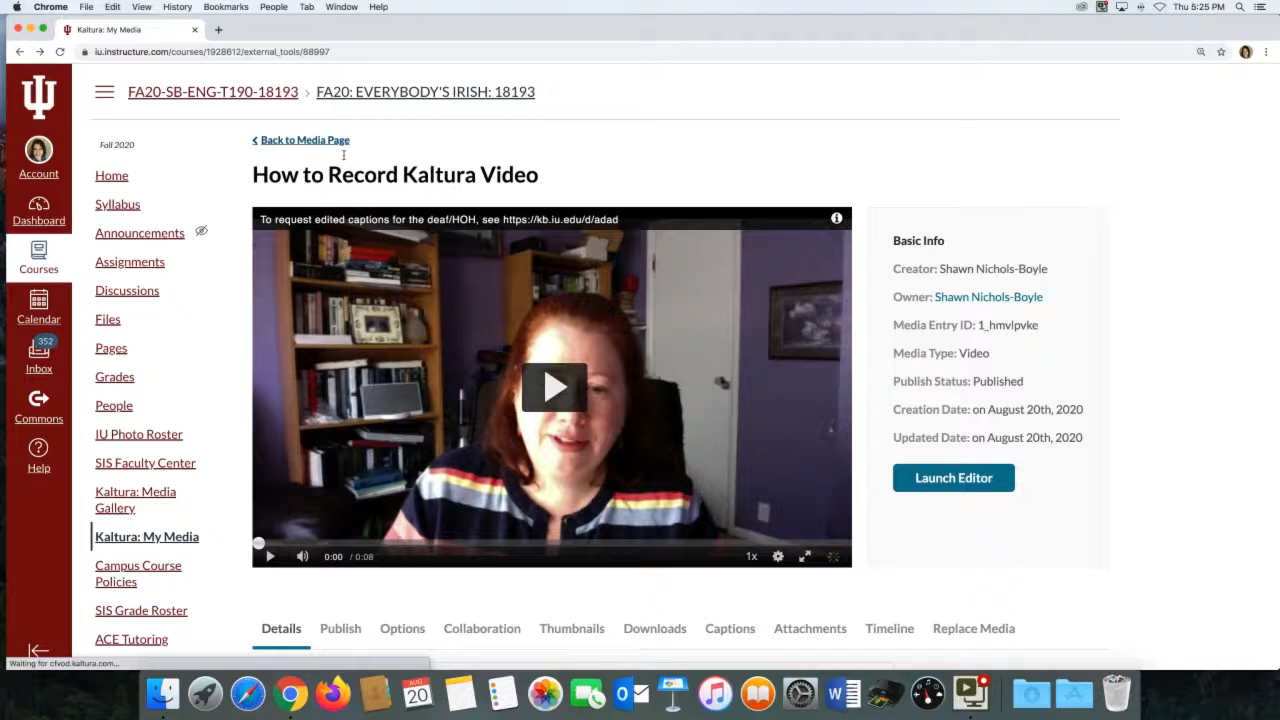 Chrome File Edit View History Bookmarks People Tab Window Help Thu 5:25 PM
Kaltura: My Media
iu.instructure.com/courses/1928612/external_tools/88997
FA20-SB-ENG-T190-18193 › FA20: EVERYBODY'S IRISH: 18193
Account
Dashboard
Courses
Calendar
352
Inbox
Commons
Help
Fall 2020
Home
Syllabus
Announcements
Assignments
Discussions
Files
Pages
Grades
People
IU Photo Roster
SIS Faculty Center
Kaltura: Media
Gallery
Kaltura: My Media
Campus Course
Policies
SIS Grade Roster
ACE Tutoring
Back to Media Page
How to Record Kaltura Video
To request edited captions for the deaf/HOH, see https://kb.iu.edu/d/adad
0:00 / 0:08
1x
Basic Info
Creator: Shawn Nichols-Boyle
Owner: Shawn Nichols-Boyle
Media Entry ID: 1_hmvlpvke
Media Type: Video
Publish Status: Published
Creation Date: on August 20th, 2020
Updated Date: on August 20th, 2020
Launch Editor
Details Publish Options Collaboration Thumbnails Downloads Captions Attachments Timeline Replace Media
Waiting for cfvod.kaltura.com...
AUG
20